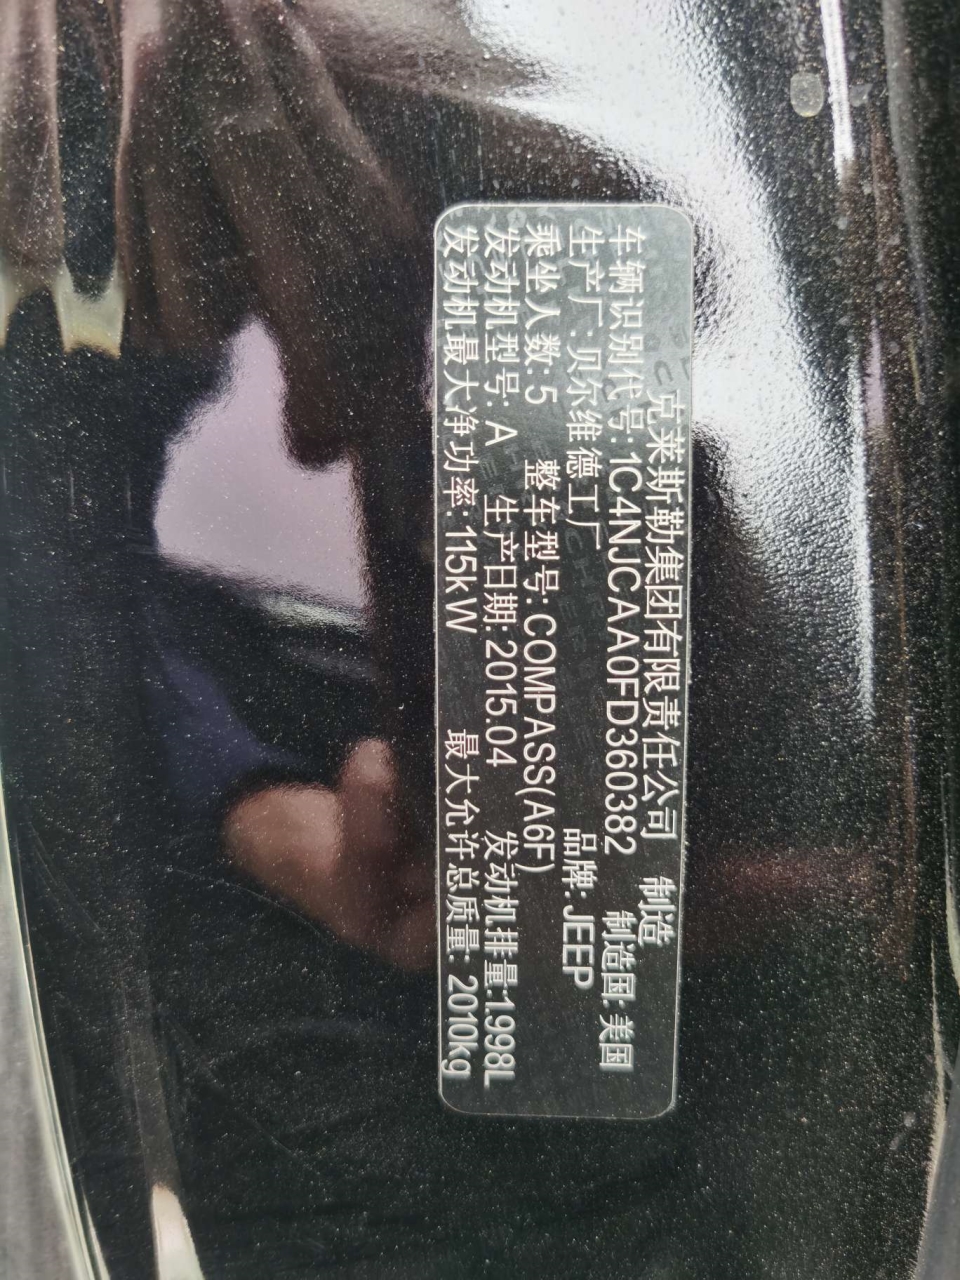 克莱斯勒集团有限责任公司 制造
车辆识别代号: 1C4NJCAA0FD360382 制造国: 美国
生产厂: 贝尔维德工厂 品牌: JEEP
乘坐人数: 5 整车型号: COMPASS(A6F)
发动机型号: A 生产日期: 2015.04 发动机排量: 1.998L
发动机最大净功率: 115kW 最大允许总质量: 2010kg